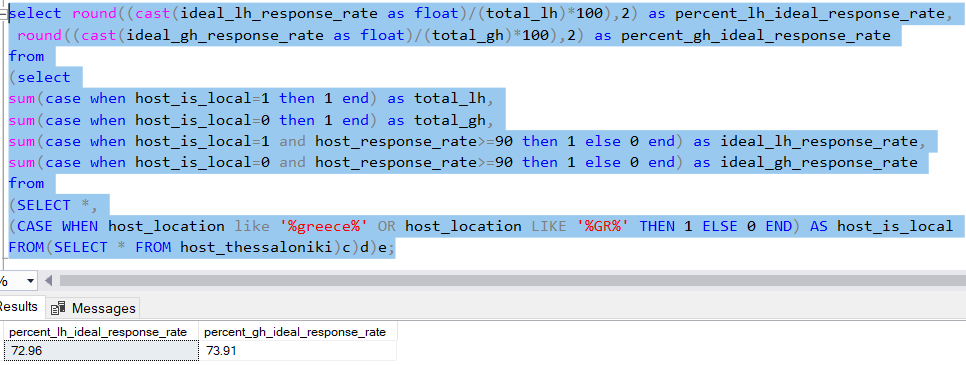 select round((cast(ideal_lh_response_rate as float)/(total_lh)*100),2) as percent_lh_ideal_response_rate,
round((cast(ideal_gh_response_rate as float)/(total_gh)*100),2) as percent_gh_ideal_response_rate
from
(select
sum(case when host_is_local=1 then 1 end) as total_lh,
sum(case when host_is_local=0 then 1 end) as total_gh,
sum(case when host_is_local=1 and host_response_rate>=90 then 1 else 0 end) as ideal_lh_response_rate,
sum(case when host_is_local=0 and host_response_rate>=90 then 1 else 0 end) as ideal_gh_response_rate
from
(SELECT *,
(CASE WHEN host_location like '%greece%' OR host_location LIKE '%GR%' THEN 1 ELSE 0 END) AS host_is_local
FROM(SELECT * FROM host_thessaloniki)c)d)e;
%
Results Messages
percent_lh_ideal_response_rate percent_gh_ideal_response_rate
72.96 73.91